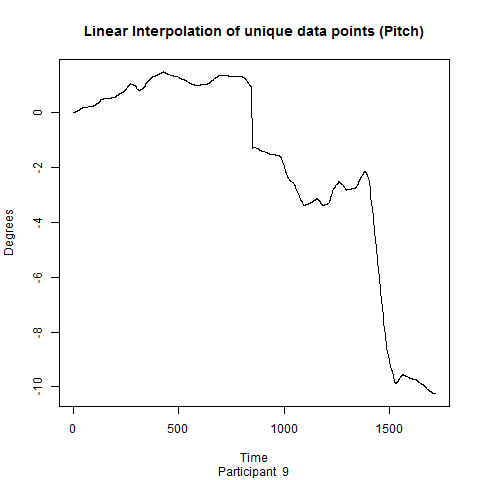 Linear Interpolation of unique data points (Pitch)
Degrees
0
-2
-4
-6
-8
-10
0 500 1000 1500
Time
Participant 9